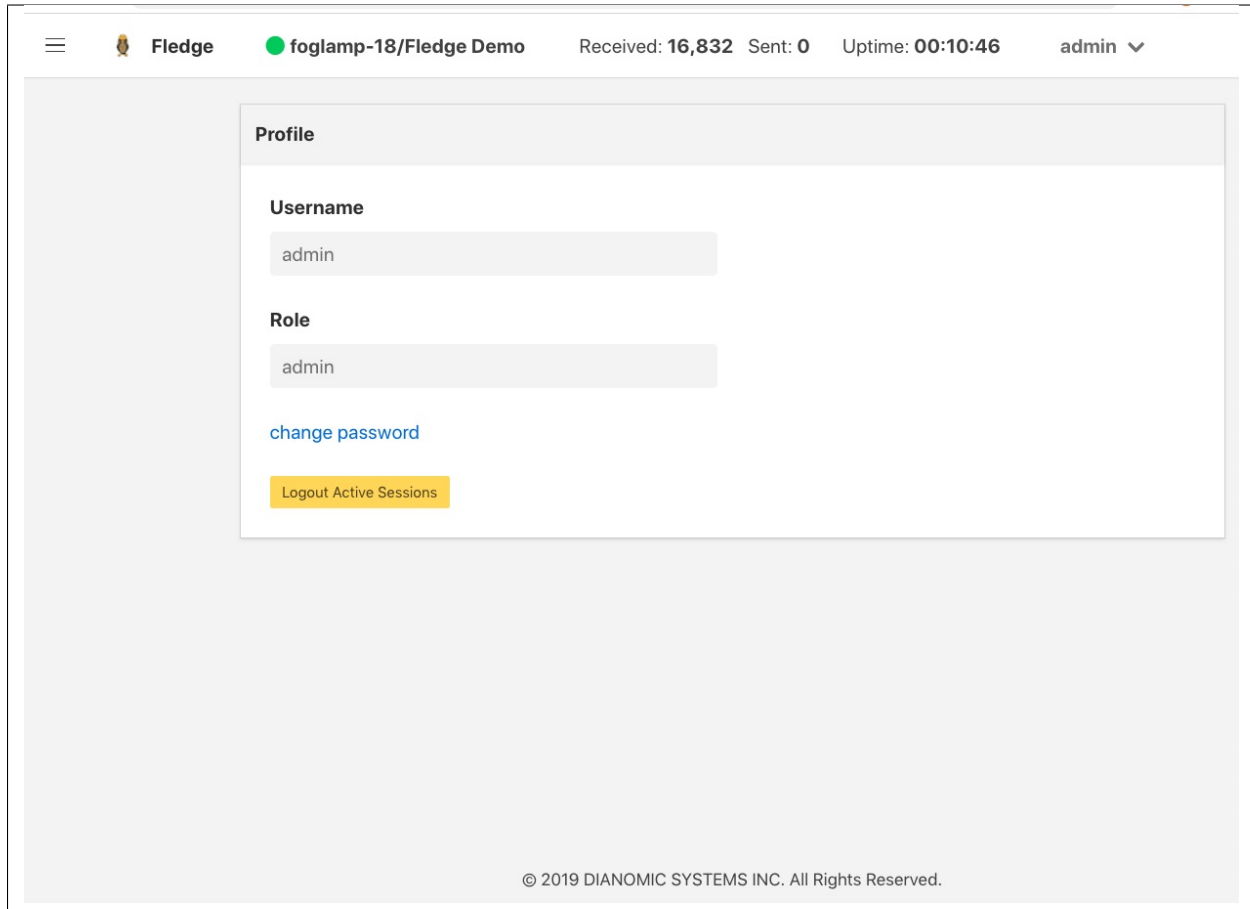 Fledge foglamp-18/Fledge Demo Received: 16,832 Sent: 0 Uptime: 00:10:46 admin
Profile
Username
admin
Role
admin
change password
Logout Active Sessions
© 2019 DIANOMIC SYSTEMS INC. All Rights Reserved.